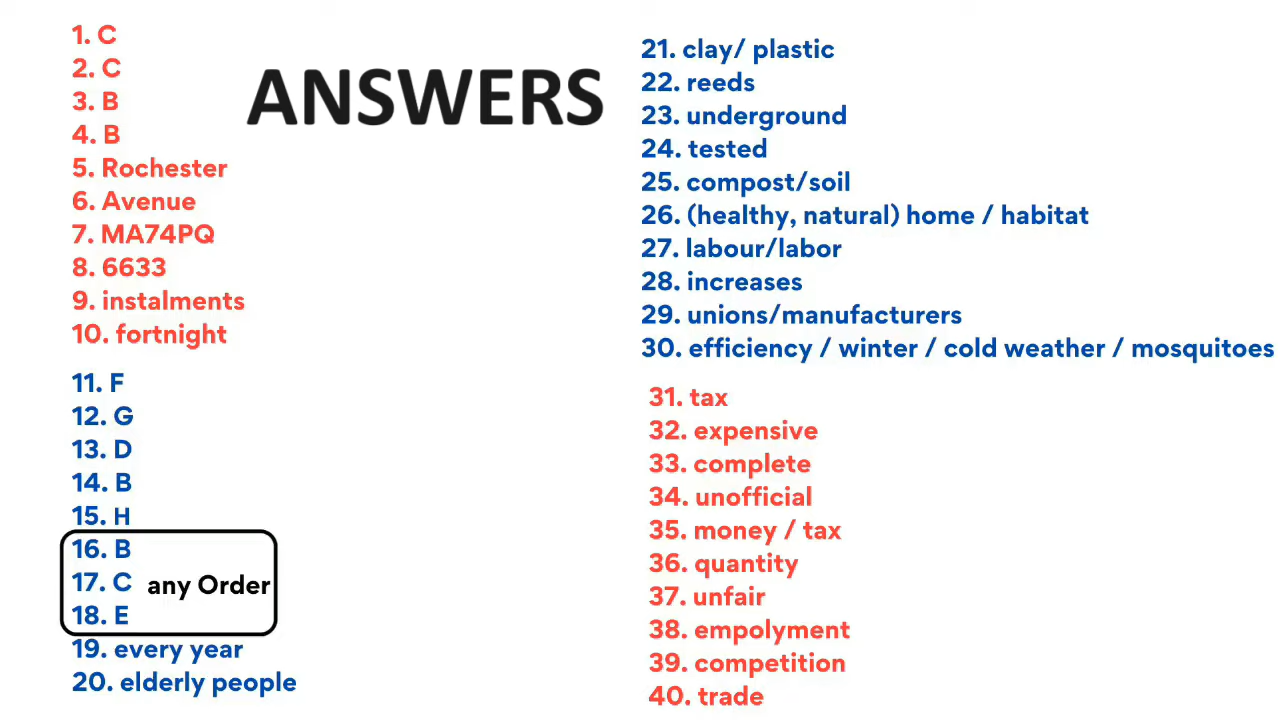 ANSWERS
1. C
2. C
3. B
4. B
5. Rochester
6. Avenue
7. MA74PQ
8. 6633
9. instalments
10. fortnight
11. F
12. G
13. D
14. B
15. H
16. B
17. C any Order
18. E
19. every year
20. elderly people
21. clay/ plastic
22. reeds
23. underground
24. tested
25. compost/soil
26. (healthy, natural) home / habitat
27. labour/labor
28. increases
29. unions/manufacturers
30. efficiency / winter / cold weather / mosquitoes
31. tax
32. expensive
33. complete
34. unofficial
35. money / tax
36. quantity
37. unfair
38. empolyment
39. competition
40. trade